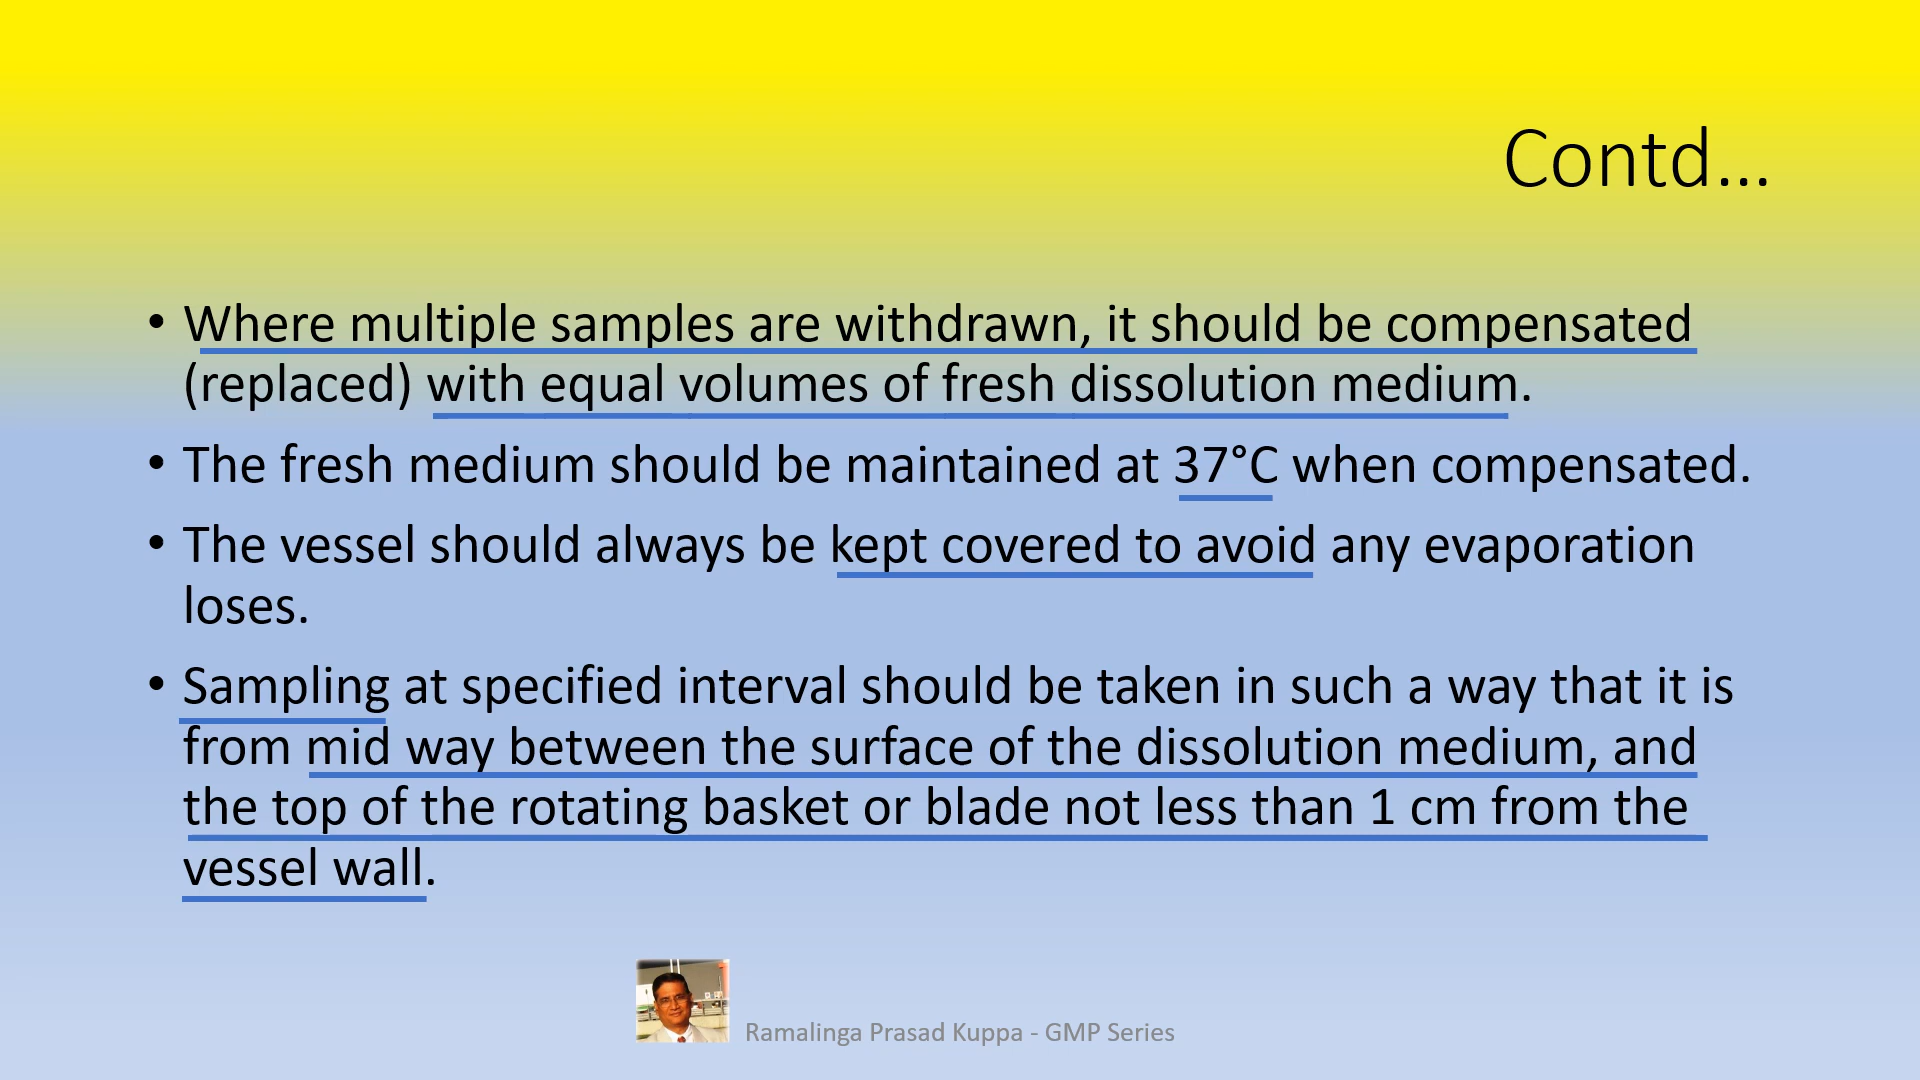 Contd...
• Where multiple samples are withdrawn, it should be compensated
(replaced) with equal volumes of fresh dissolution medium.
• The fresh medium should be maintained at 37°C when compensated.
• The vessel should always be kept covered to avoid any evaporation
loses.
• Sampling at specified interval should be taken in such a way that it is
from mid way between the surface of the dissolution medium, and
the top of the rotating basket or blade not less than 1 cm from the
vessel wall.
Ramalinga Prasad Kuppa - GMP Series